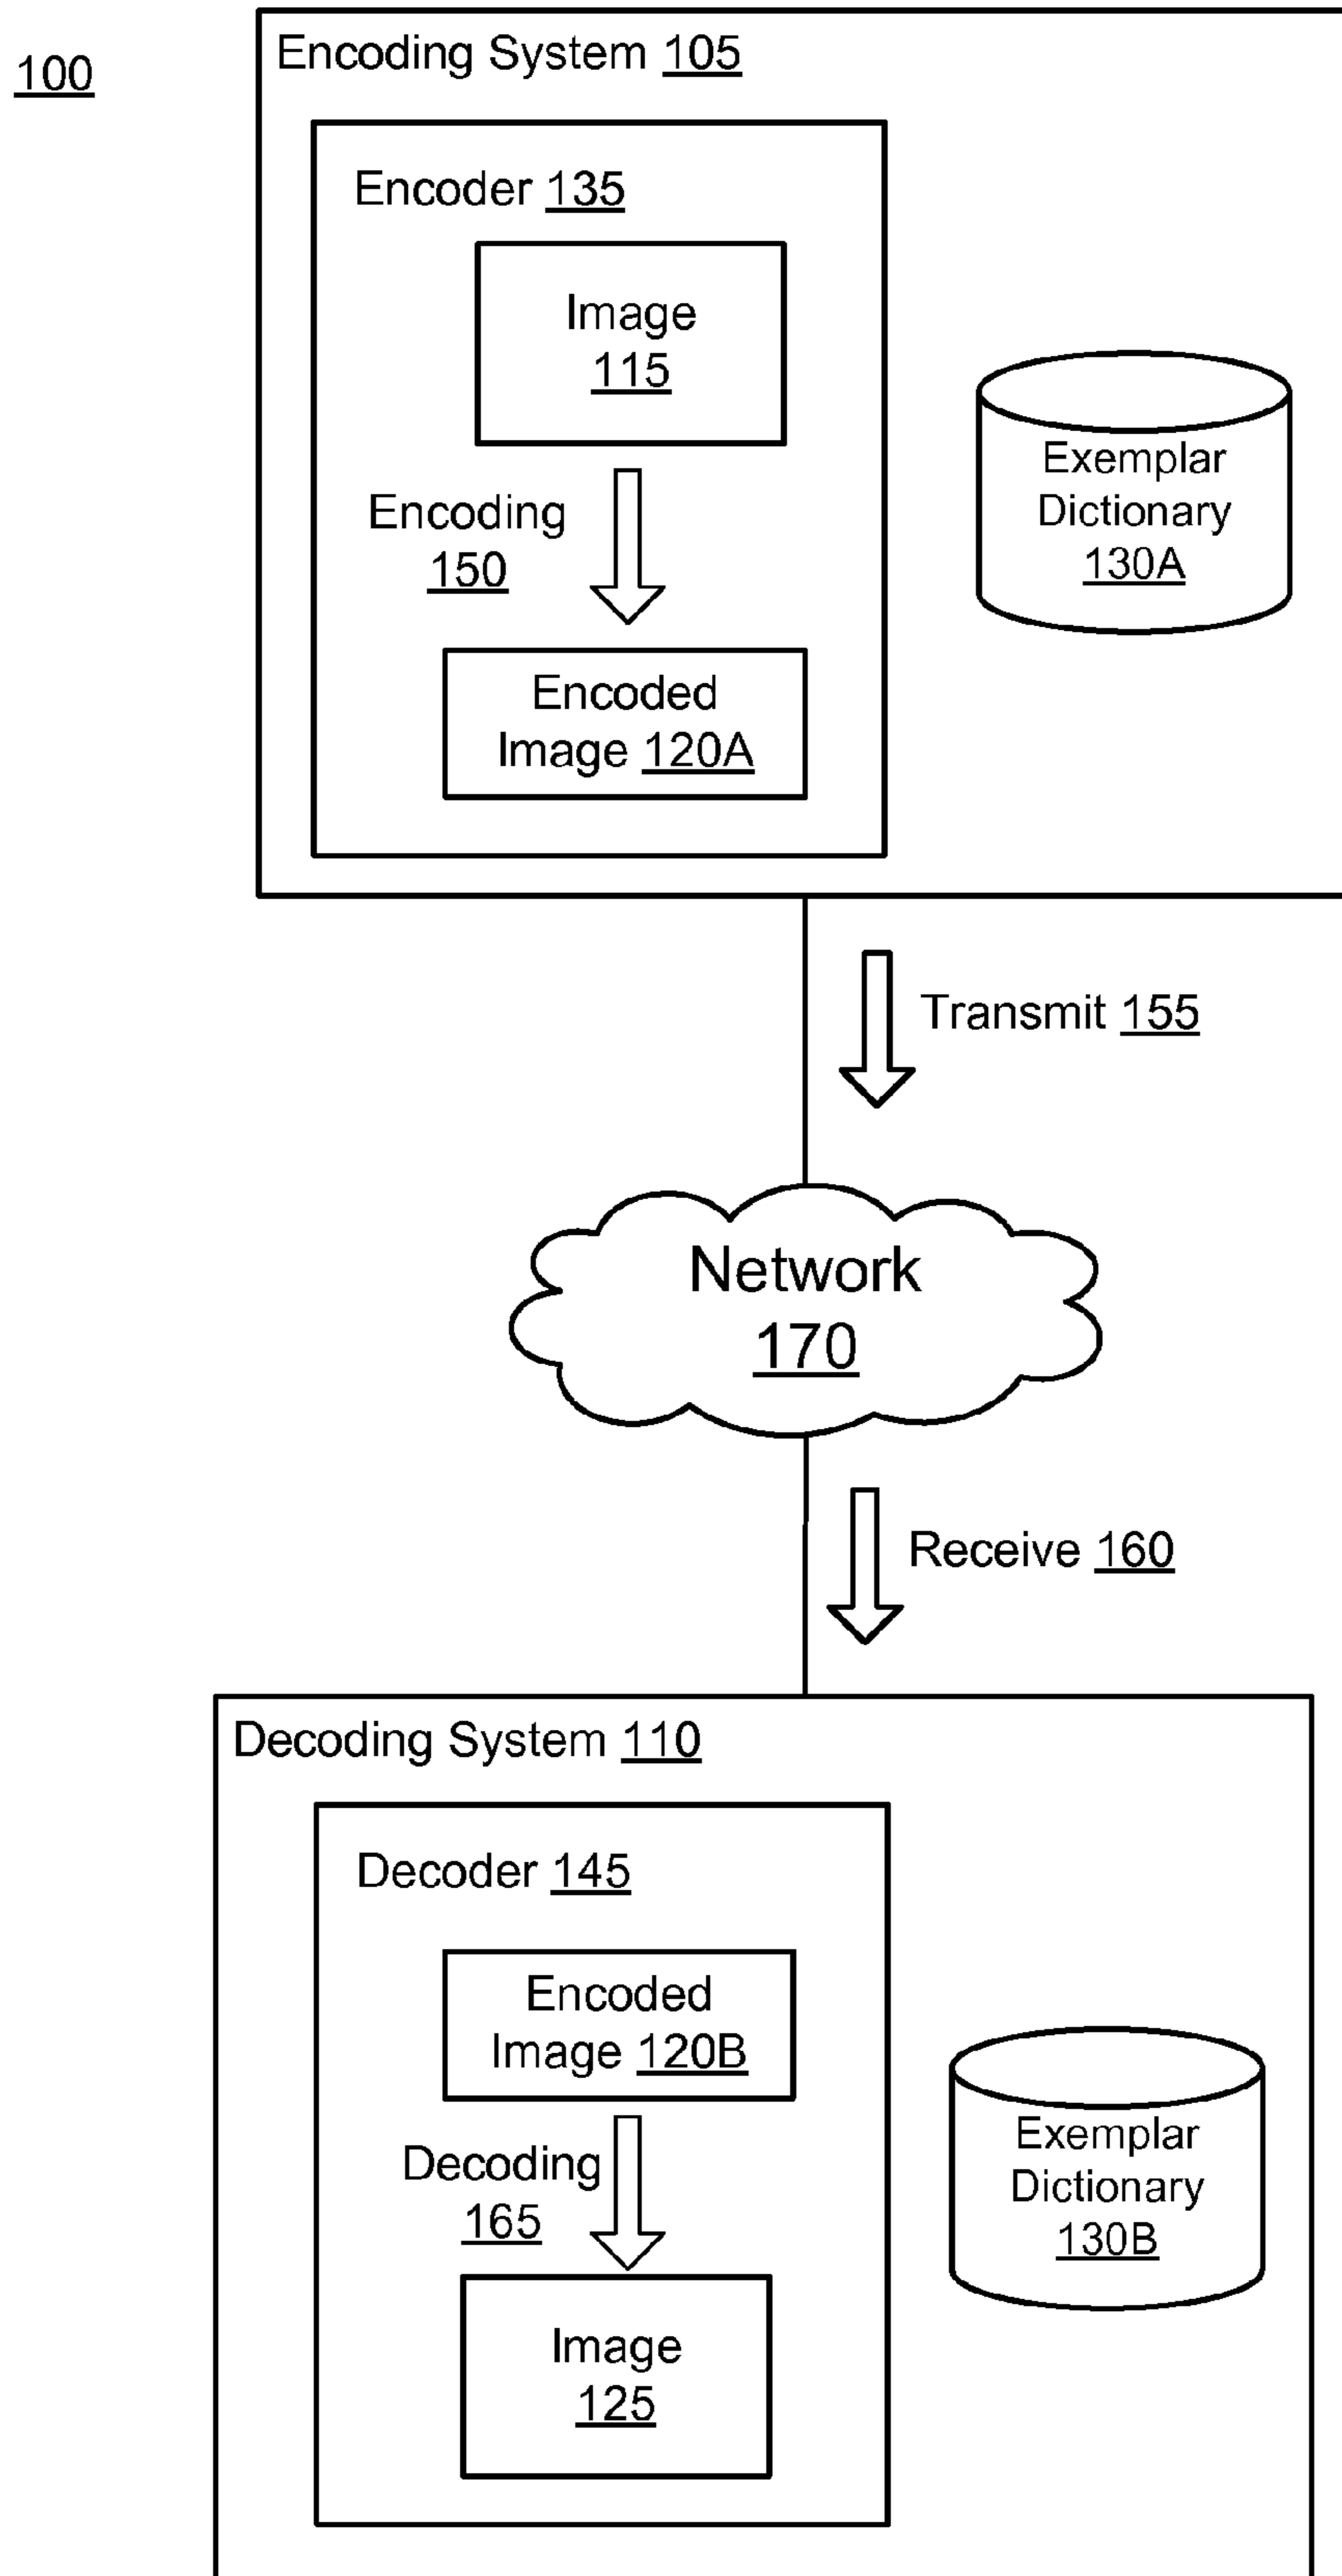 100
Encoding System 105
Encoder 135
Image
115
Encoding
150
Encoded
Image 120A
Exemplar
Dictionary
130A
Transmit 155
Network
170
Receive 160
Decoding System 110
Decoder 145
Encoded
Image 120B
Decoding
165
Image
125
Exemplar
Dictionary
130B